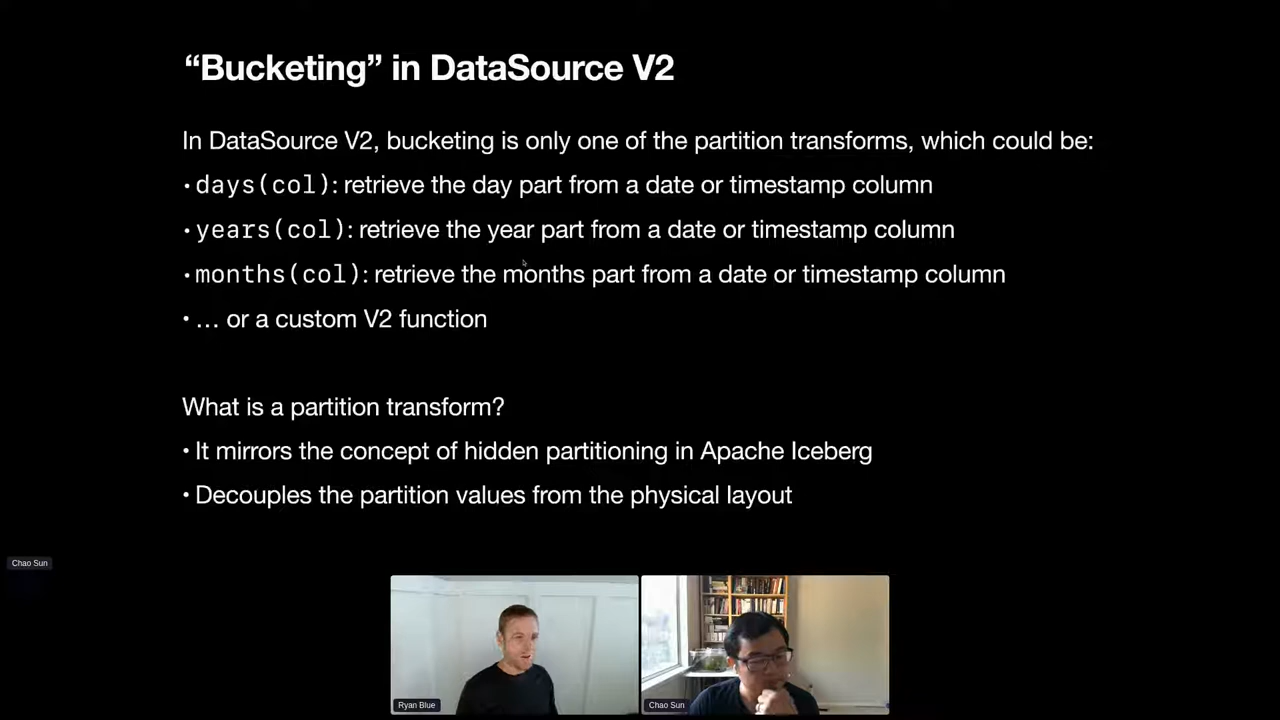 “Bucketing” in DataSource V2
In DataSource V2, bucketing is only one of the partition transforms, which could be:
• days(col): retrieve the day part from a date or timestamp column
• years(col): retrieve the year part from a date or timestamp column
• months(col): retrieve the months part from a date or timestamp column
• … or a custom V2 function
What is a partition transform?
• It mirrors the concept of hidden partitioning in Apache Iceberg
• Decouples the partition values from the physical layout
Chao Sun
Ryan Blue
Chao Sun